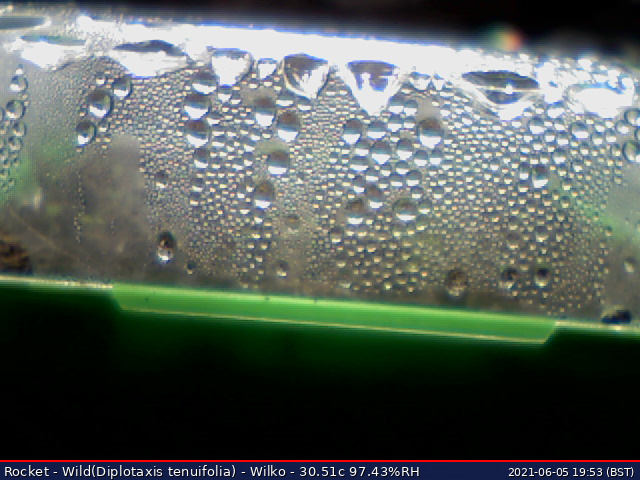 Rocket - Wild(Diplotaxis tenuifolia) - Wilko - 30.51c 97.43%RH
2021-06-05 19:53 (BST)